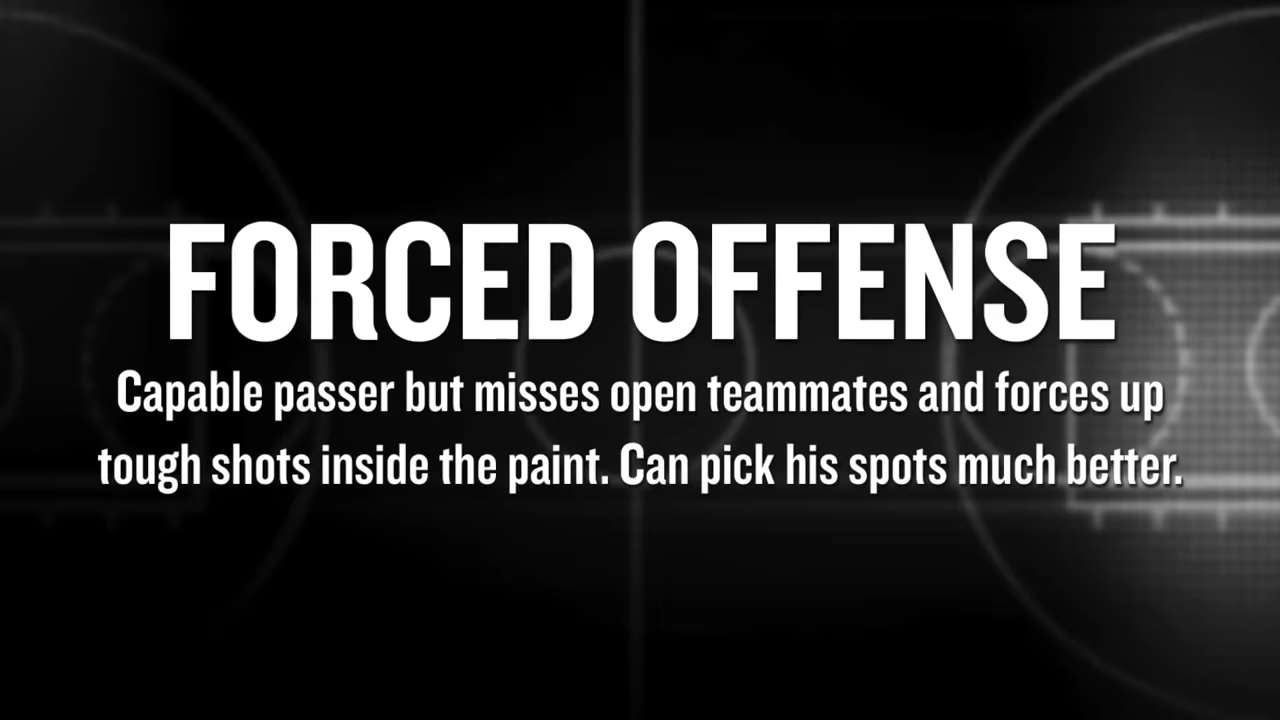 FORCED OFFENSE
Capable passer but misses open teammates and forces up
tough shots inside the paint. Can pick his spots much better.